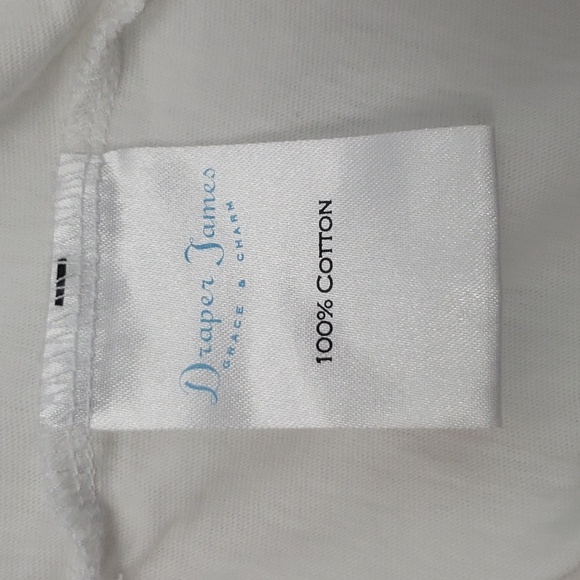 Draper James
GRACE & CHARM
100% COTTON